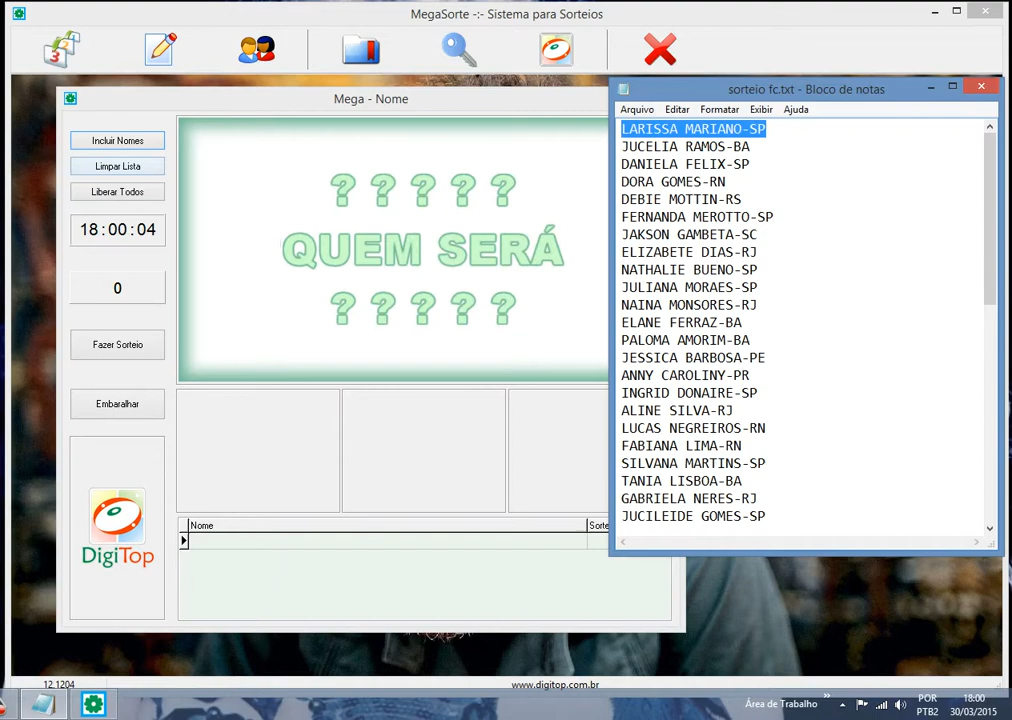 MegaSorte -:- Sistema para Sorteios
Mega - Nome
Incluir Nomes
Limpar Lista
Liberar Todos
18:00:04
0
Fazer Sorteio
Embaralhar
DigiTop
? ? ? ? ?
QUEM SERÁ
? ? ? ? ?
Nome Sorte
sorteio fc.txt - Bloco de notas
Arquivo Editar Formatar Exibir Ajuda
LARISSA MARIANO-SP
JUCELIA RAMOS-BA
DANIELA FELIX-SP
DORA GOMES-RN
DEBIE MOTTIN-RS
FERNANDA MEROTTO-SP
JAKSON GAMBETA-SC
ELIZABETE DIAS-RJ
NATHALIE BUENO-SP
JULIANA MORAES-SP
NAINA MONSORES-RJ
ELANE FERRAZ-BA
PALOMA AMORIM-BA
JESSICA BARBOSA-PE
ANNY CAROLINY-PR
INGRID DONAIRE-SP
ALINE SILVA-RJ
LUCAS NEGREIROS-RN
FABIANA LIMA-RN
SILVANA MARTINS-SP
TANIA LISBOA-BA
GABRIELA NERES-RJ
JUCILEIDE GOMES-SP
12.1204 www.digitop.com.br
Área de Trabalho
POR
PTB2
18:00
30/03/2015